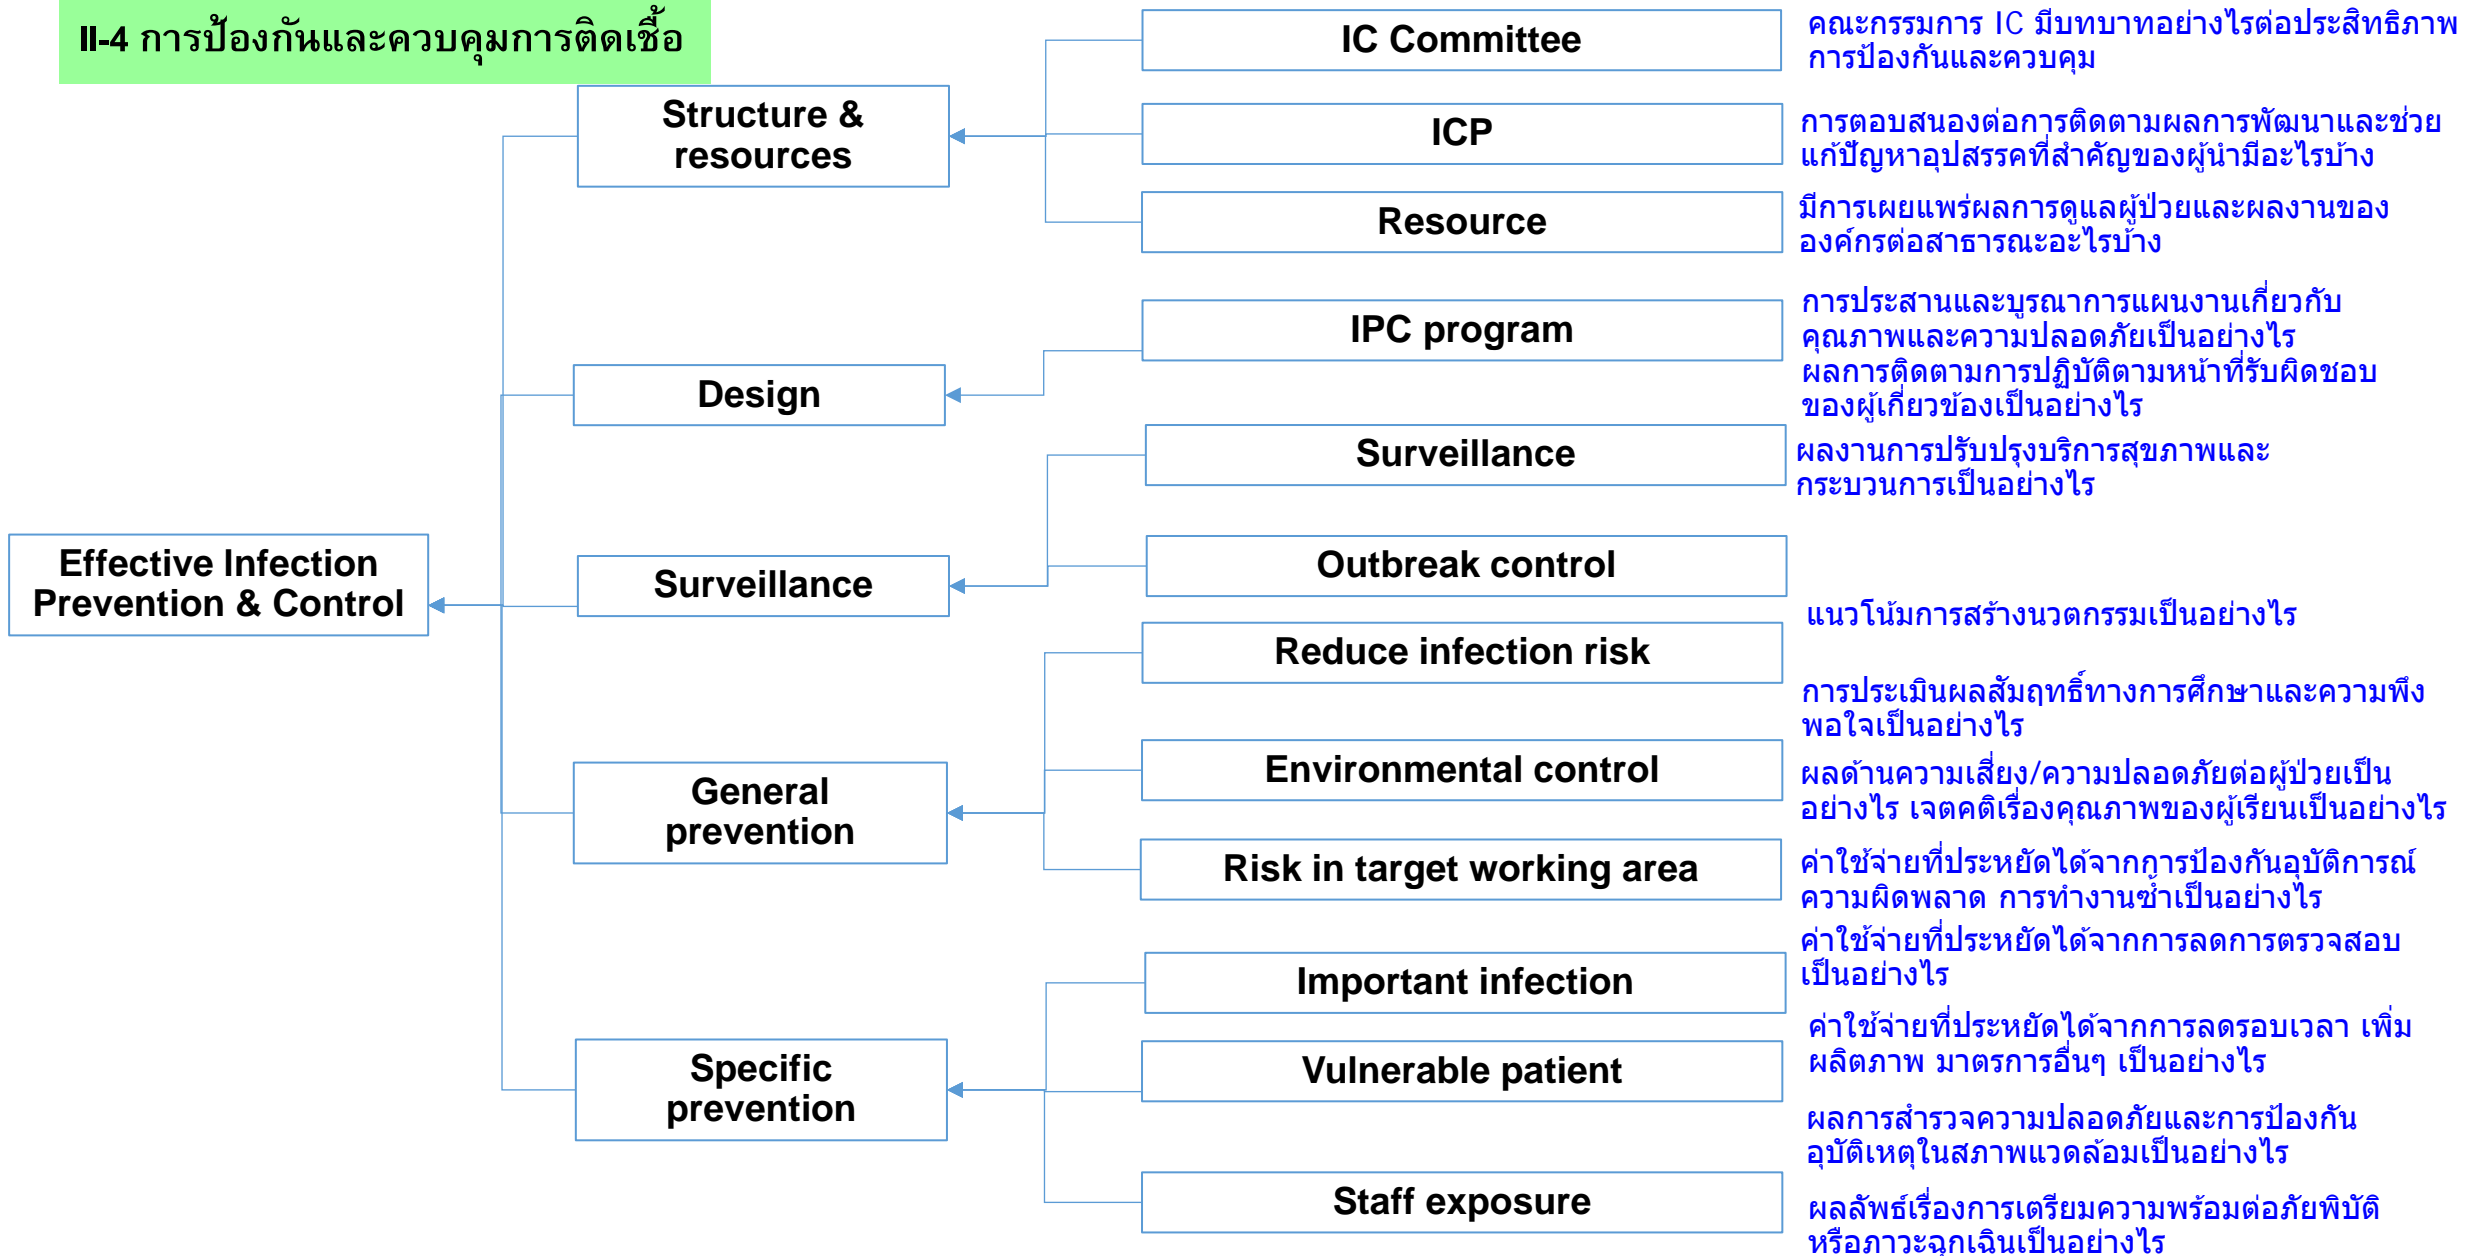 II-4 การป้องกันและควบคุมการติดเชื้อ
IC Committee
คณะกรรมการ IC มีบทบาทอย่างไรต่อประสิทธิภาพ
การป้องกันและควบคุม
Structure &
resources
ICP
การตอบสนองต่อการติดตามผลการพัฒนาและช่วย
แก้ปัญหาอุปสรรคที่สำคัญของผู้นำมีอะไรบ้าง
Resource
มีการเผยแพร่ผลการดูแลผู้ป่วยและผลงานของ
องค์กรต่อสาธารณะอะไรบ้าง
Design
IPC program
การประสานและบูรณาการแผนงานเกี่ยวกับ
คุณภาพและความปลอดภัยเป็นอย่างไร
ผลการติดตามการปฏิบัติตามหน้าที่รับผิดชอบ
ของผู้เกี่ยวข้องเป็นอย่างไร
Surveillance
ผลงานการปรับปรุงบริการสุขภาพและ
กระบวนการเป็นอย่างไร
Effective Infection
Prevention & Control
Surveillance
Outbreak control
แนวโน้มการสร้างนวตกรรมเป็นอย่างไร
Reduce infection risk
การประเมินผลสัมฤทธิ์ทางการศึกษาและความพึง
พอใจเป็นอย่างไร
General
prevention
Environmental control
ผลด้านความเสี่ยง/ความปลอดภัยต่อผู้ป่วยเป็น
อย่างไร เจตคติเรื่องคุณภาพของผู้เรียนเป็นอย่างไร
Risk in target working area
ค่าใช้จ่ายที่ประหยัดได้จากการป้องกันอุบัติการณ์
ความผิดพลาด การทำงานซ้ำเป็นอย่างไร
Important infection
ค่าใช้จ่ายที่ประหยัดได้จากการลดการตรวจสอบ
เป็นอย่างไร
Specific
prevention
Vulnerable patient
ค่าใช้จ่ายที่ประหยัดได้จากการลดรอบเวลา เพิ่ม
ผลิตภาพ มาตรการอื่นๆ เป็นอย่างไร
ผลการสำรวจความปลอดภัยและการป้องกัน
อุบัติเหตุในสภาพแวดล้อมเป็นอย่างไร
Staff exposure
ผลลัพธ์เรื่องการเตรียมความพร้อมต่อภัยพิบัติ
หรือภาวะฉุกเฉินเป็นอย่างไร